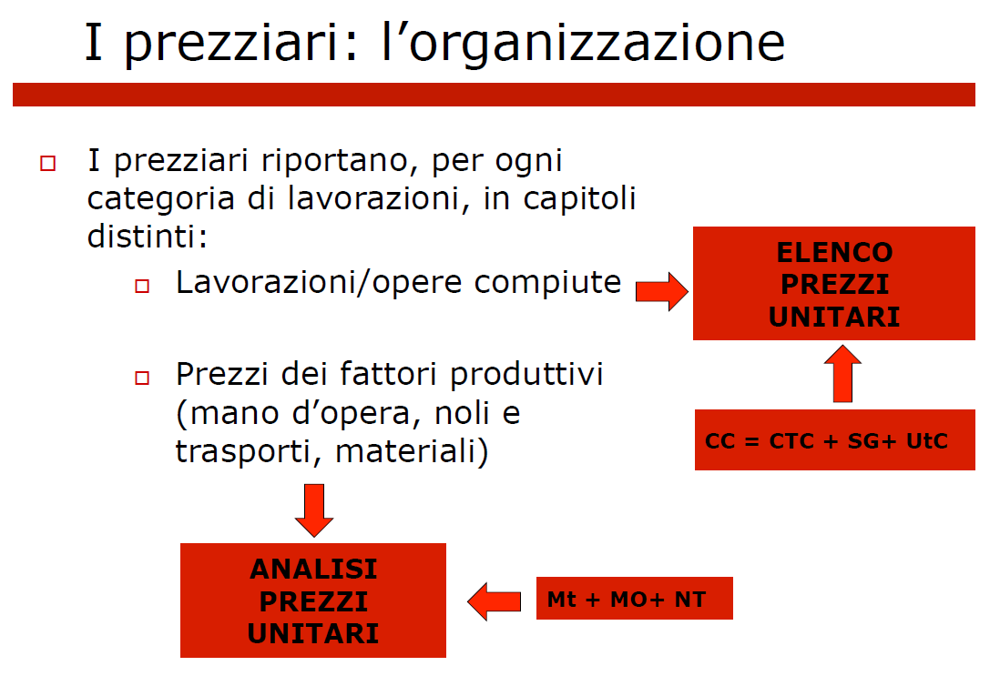 I prezziari: l’organizzazione
I prezziari riportano, per ogni
categoria di lavorazioni, in capitoli
distinti:
Lavorazioni/opere compiute
ELENCO
PREZZI
UNITARI
Prezzi dei fattori produttivi
(mano d’opera, noli e
trasporti, materiali)
CC = CTC + SG+ UtC
ANALISI
PREZZI
UNITARI
Mt + MO+ NT